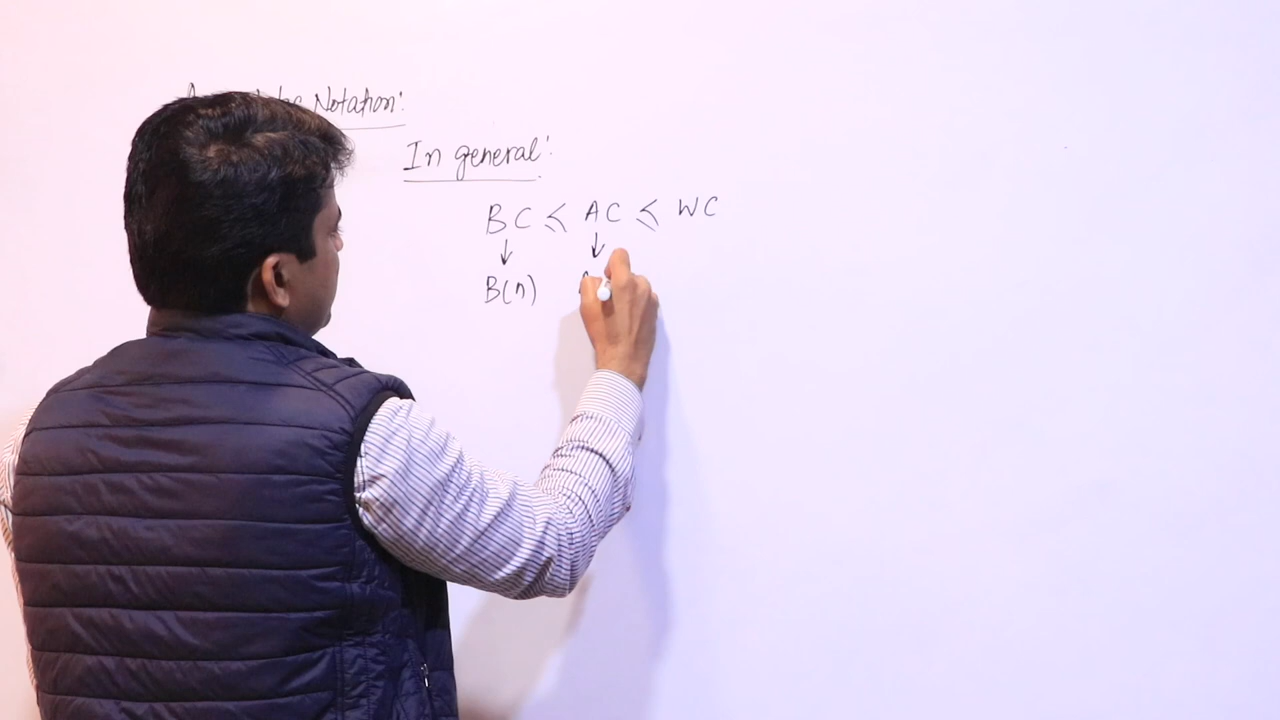 Notation:
In general:
BC ≤ AC ≤ WC
↓ ↓
B(n)